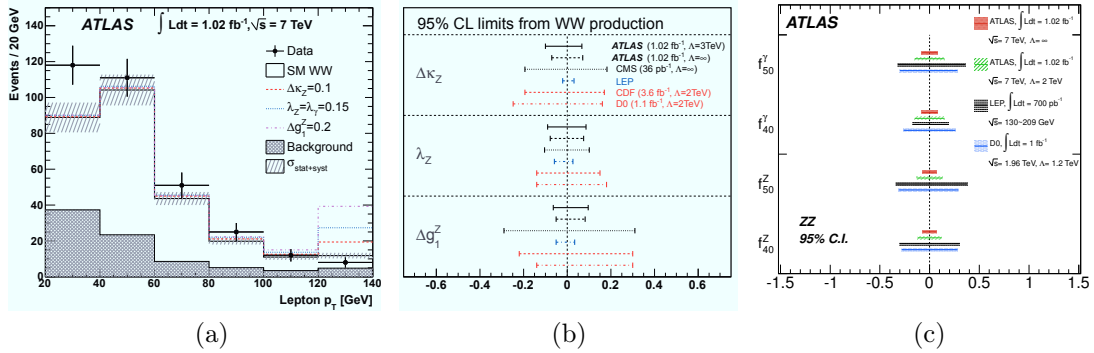 ATLAS ∫ Ldt = 1.02 fb⁻¹,√s = 7 TeV
Events / 20 GeV
Data
SM WW
Δκ_Z=0.1
λ_Z=λ_γ=0.15
Δg₁^Z=0.2
Background
σ_stat+syst
140
120
100
80
60
40
20
0
20 40 60 80 100 120 140
Lepton p_T [GeV]
(a)
95% CL limits from WW production
ATLAS (1.02 fb⁻¹, Λ=3TeV)
ATLAS (1.02 fb⁻¹, Λ=∞)
CMS (36 pb⁻¹, Λ=∞)
LEP
CDF (3.6 fb⁻¹, Λ=2TeV)
D0 (1.1 fb⁻¹, Λ=2TeV)
Δκ_Z
λ_Z
Δg₁^Z
-0.6 -0.4 -0.2 0 0.2 0.4 0.6
(b)
ATLAS
ATLAS, ∫ Ldt = 1.02 fb⁻¹
√s= 7 TeV, Λ= ∞
ATLAS, ∫ Ldt = 1.02 fb⁻¹
√s= 7 TeV, Λ= 2 TeV
LEP, ∫ Ldt = 700 pb⁻¹
√s= 130~209 GeV
D0, ∫ Ldt = 1 fb⁻¹
√s= 1.96 TeV, Λ= 1.2 TeV
f₅₀^γ
f₄₀^γ
f₅₀^Z
f₄₀^Z
ZZ
95% C.I.
-1.5 -1 -0.5 0 0.5 1 1.5
(c)